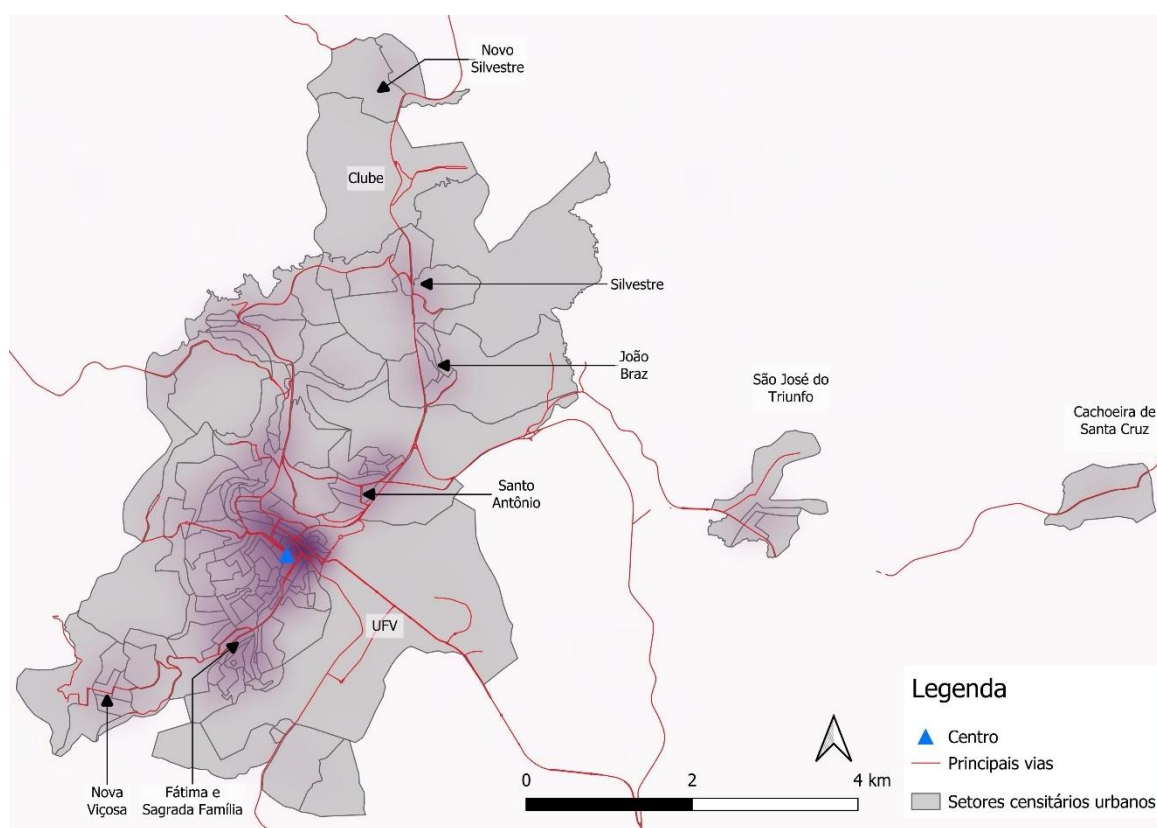 Novo
Silvestre
Clube
Silvestre
João
Braz
São José do
Triunfo
Cachoeira de
Santa Cruz
Santo
Antônio
UFV
Nova
Viçosa
Fátima e
Sagrada Família
0 2 4 km
Legenda
Centro
Principais vias
Setores censitários urbanos